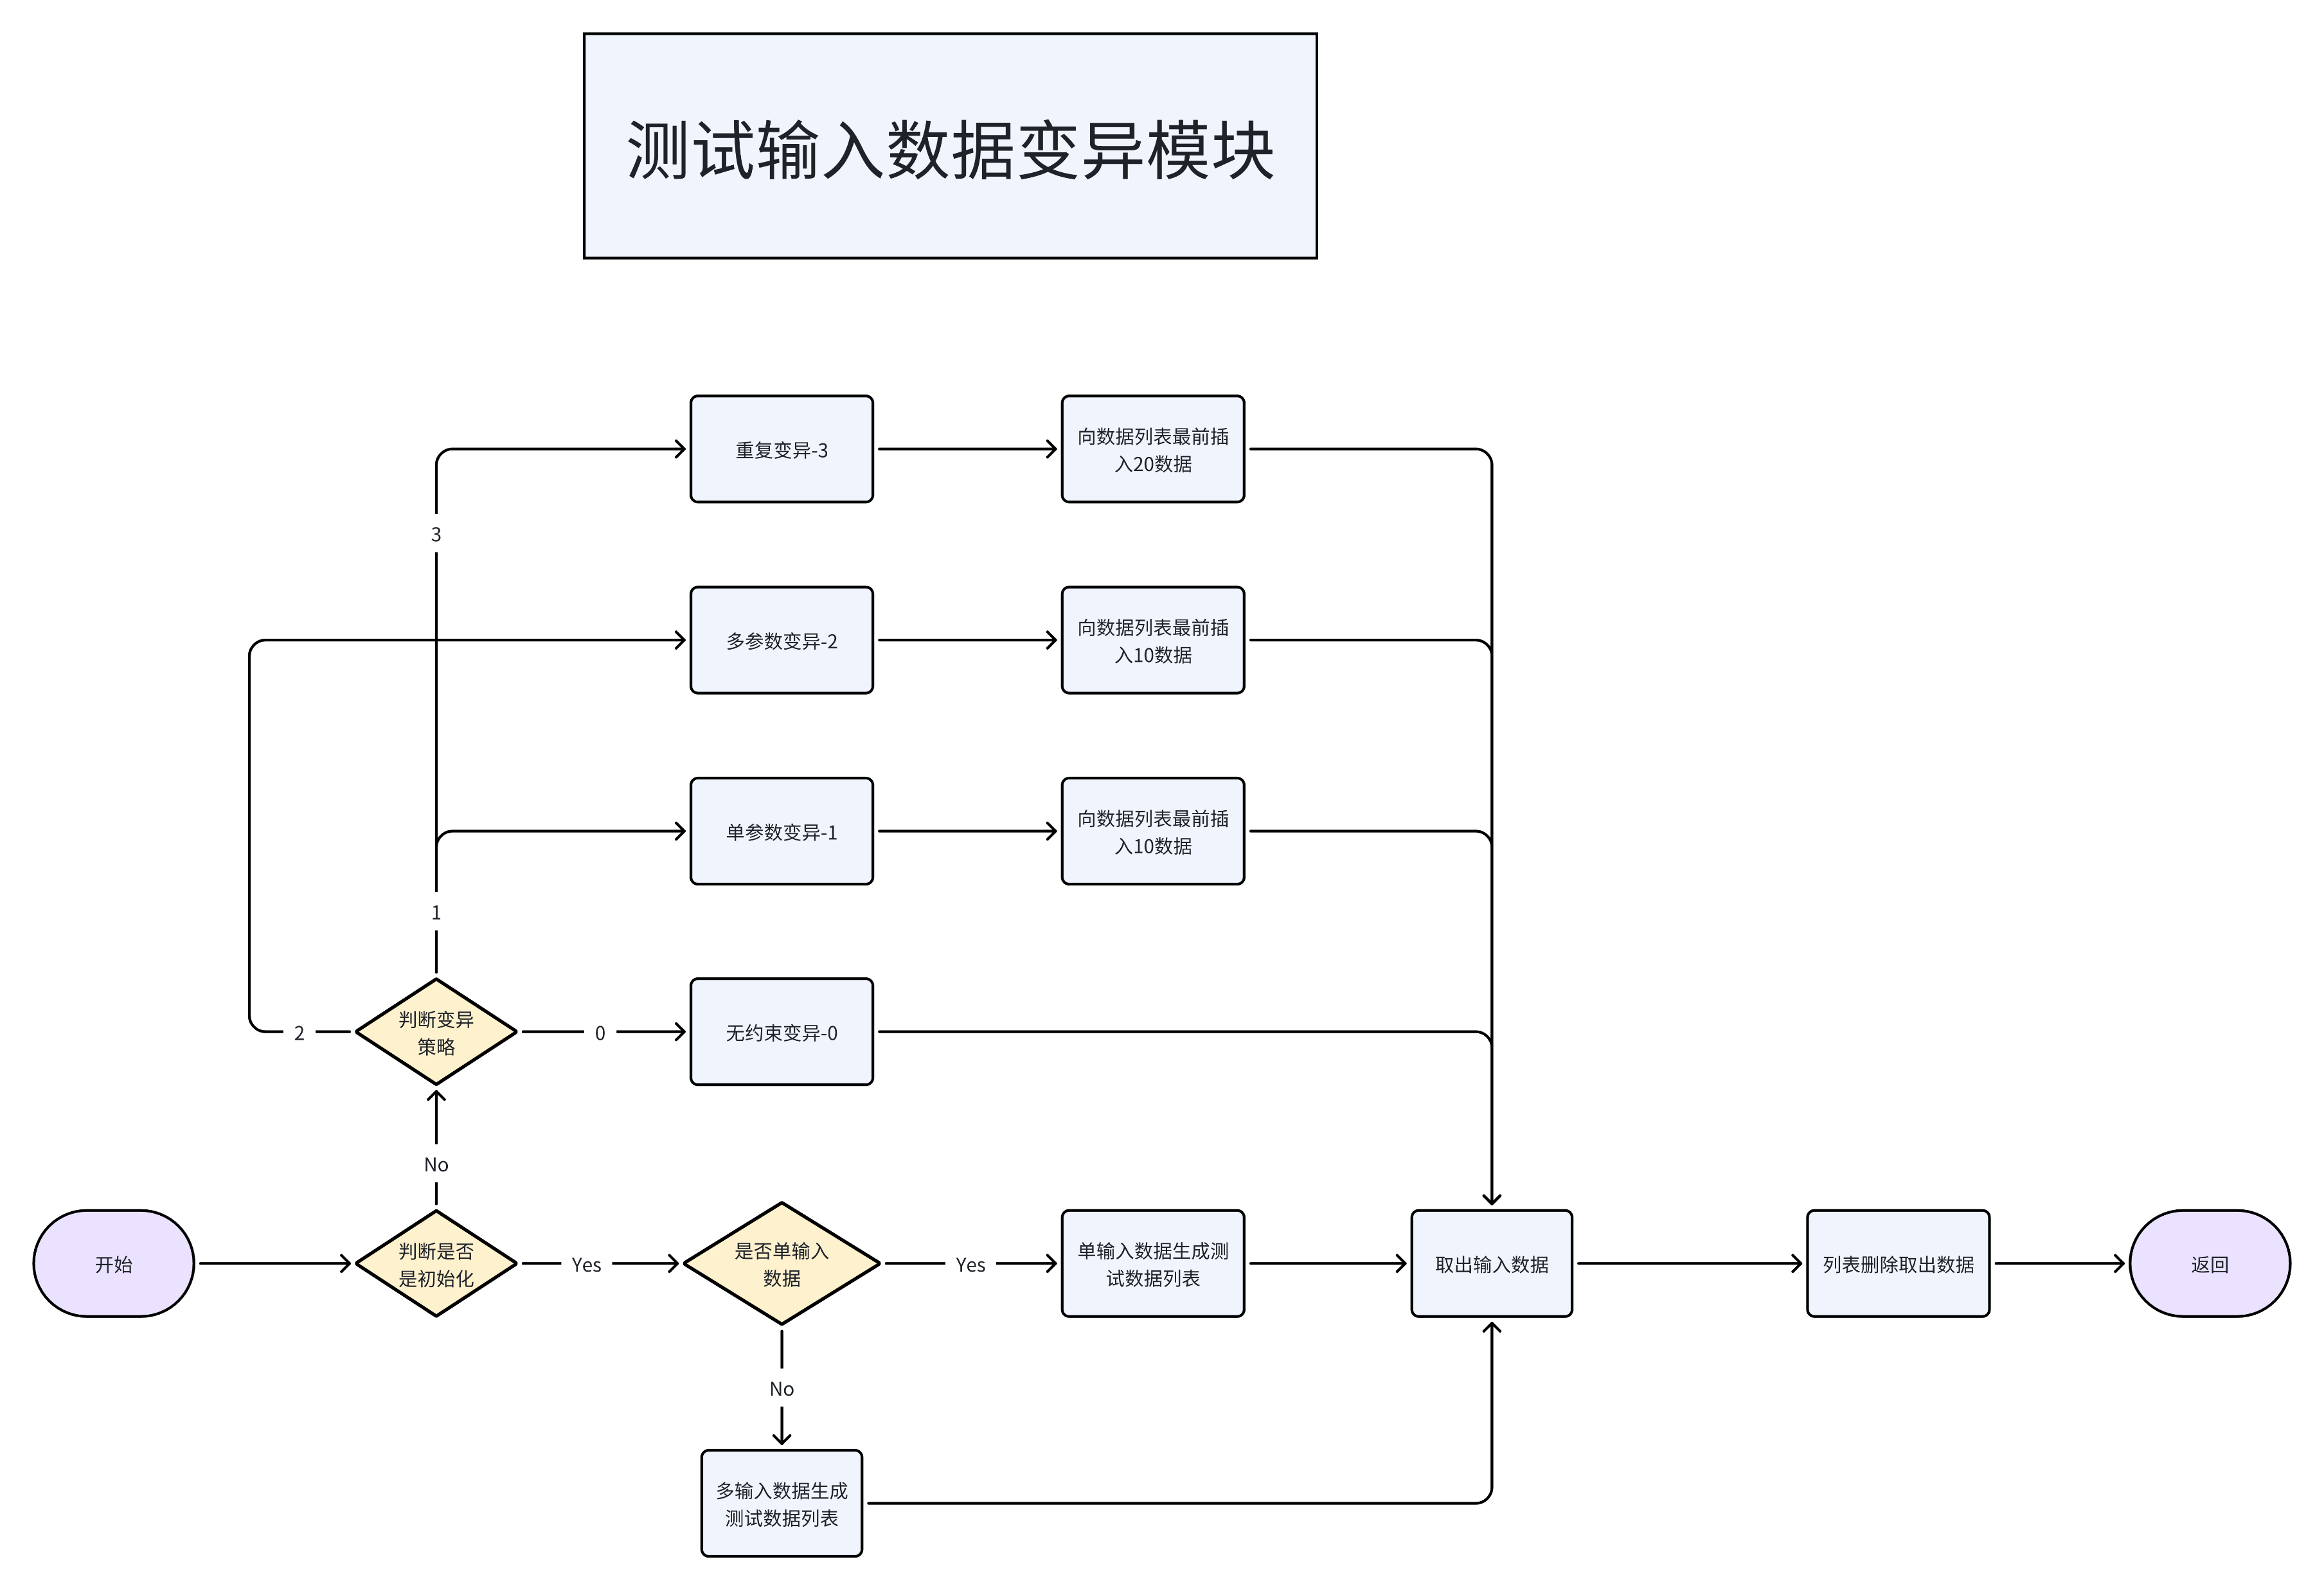 测试输入数据变异模块
重复变异-3
向数据列表最前插
入20数据
3
多参数变异-2
向数据列表最前插
入10数据
单参数变异-1
向数据列表最前插
入10数据
1
判断变异
策略
2
0
无约束变异-0
No
开始
判断是否
是初始化
Yes
是否单输入
数据
Yes
单输入数据生成测
试数据列表
取出输入数据
列表删除取出数据
返回
No
多输入数据生成
测试数据列表